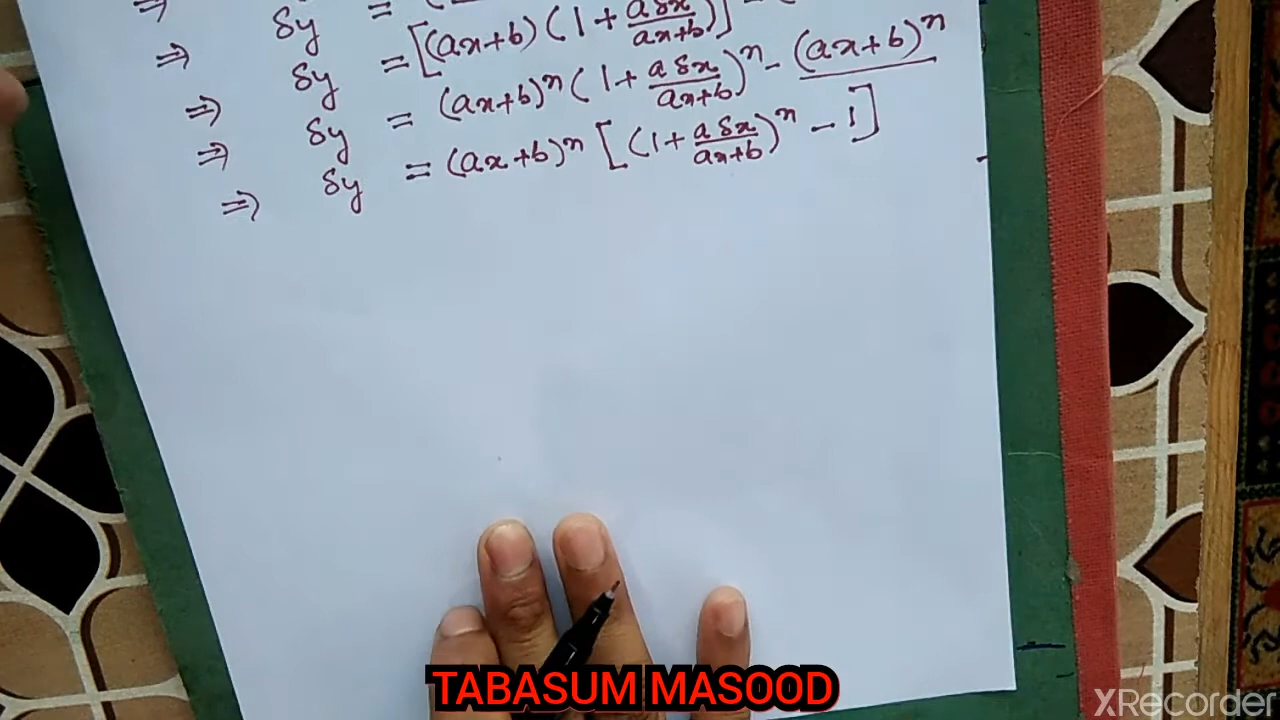 ⇒ δy =
⇒ δy = [(ax+b) (1 + aδx/ax+b)] -
⇒ δy = (ax+b)^n (1 + aδx/ax+b)^n - (ax+b)^n
⇒ δy = (ax+b)^n [(1 + aδx/ax+b)^n - 1]
TABASUM MASOOD
XRecorder